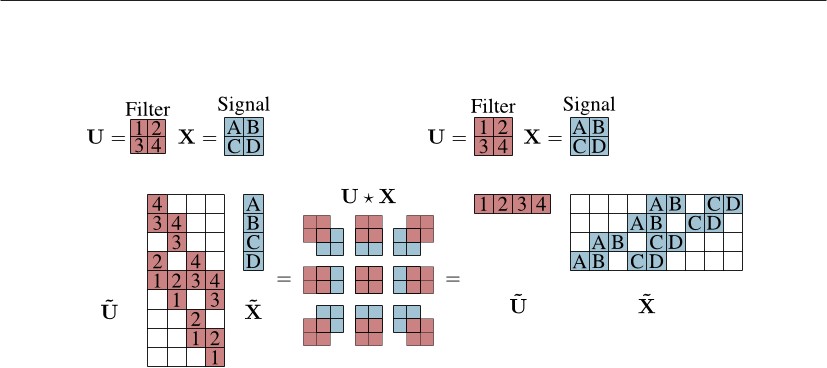 Filter Signal Filter Signal
U = 1 2 X = A B U = 1 2 X = A B
3 4 C D 3 4 C D
U ⋆ X
4 A 1 2 3 4 A B C D
3 4 B A B C D
3 C A B C D
2 4 D A B C D
1 2 3 4 = =
1 3
Ũ X̃ Ũ X̃
2
1 2
1